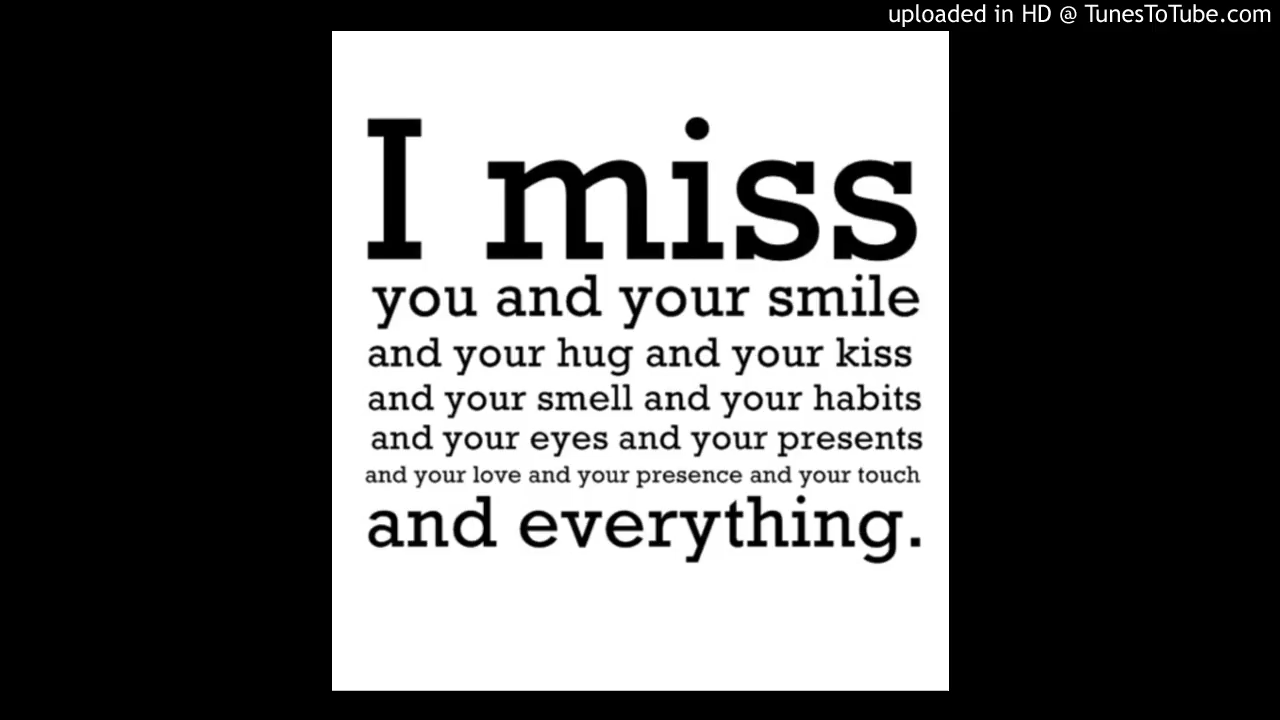 uploaded in HD @ TunesToTube.com
I miss
you and your smile
and your hug and your kiss
and your smell and your habits
and your eyes and your presents
and your love and your presence and your touch
and everything.